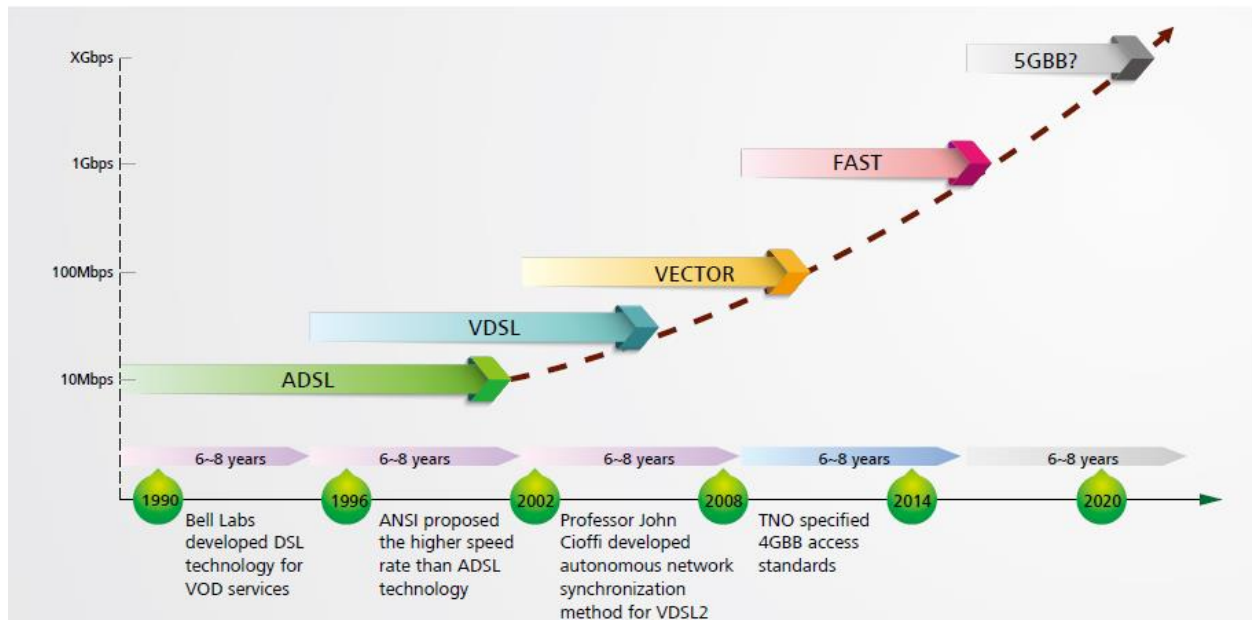 XGbps
5GBB?
1Gbps
FAST
100Mbps
VECTOR
VDSL
10Mbps
ADSL
6~8 years
6~8 years
6~8 years
6~8 years
6~8 years
1990
1996
2002
2008
2014
2020
Bell Labs
developed DSL
technology for
VOD services
ANSI proposed
the higher speed
rate than ADSL
technology
Professor John
Cioffi developed
autonomous network
synchronization
method for VDSL2
TNO specified
4GBB access
standards